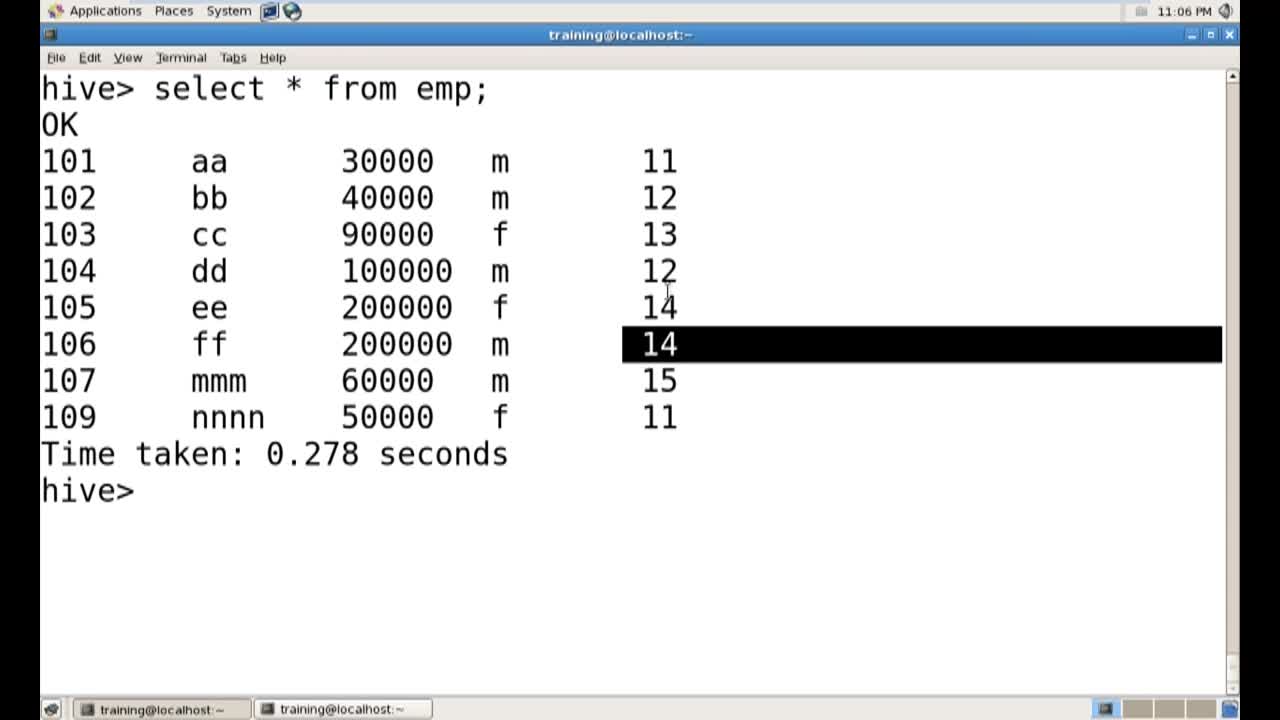 Applications Places System 11:06 PM
training@localhost:~
File Edit View Terminal Tabs Help
hive> select * from emp;
OK
101 aa 30000 m 11
102 bb 40000 m 12
103 cc 90000 f 13
104 dd 100000 m 12
105 ee 200000 f 14
106 ff 200000 m 14
107 mmm 60000 m 15
109 nnnn 50000 f 11
Time taken: 0.278 seconds
hive>
training@localhost:~ training@localhost:~